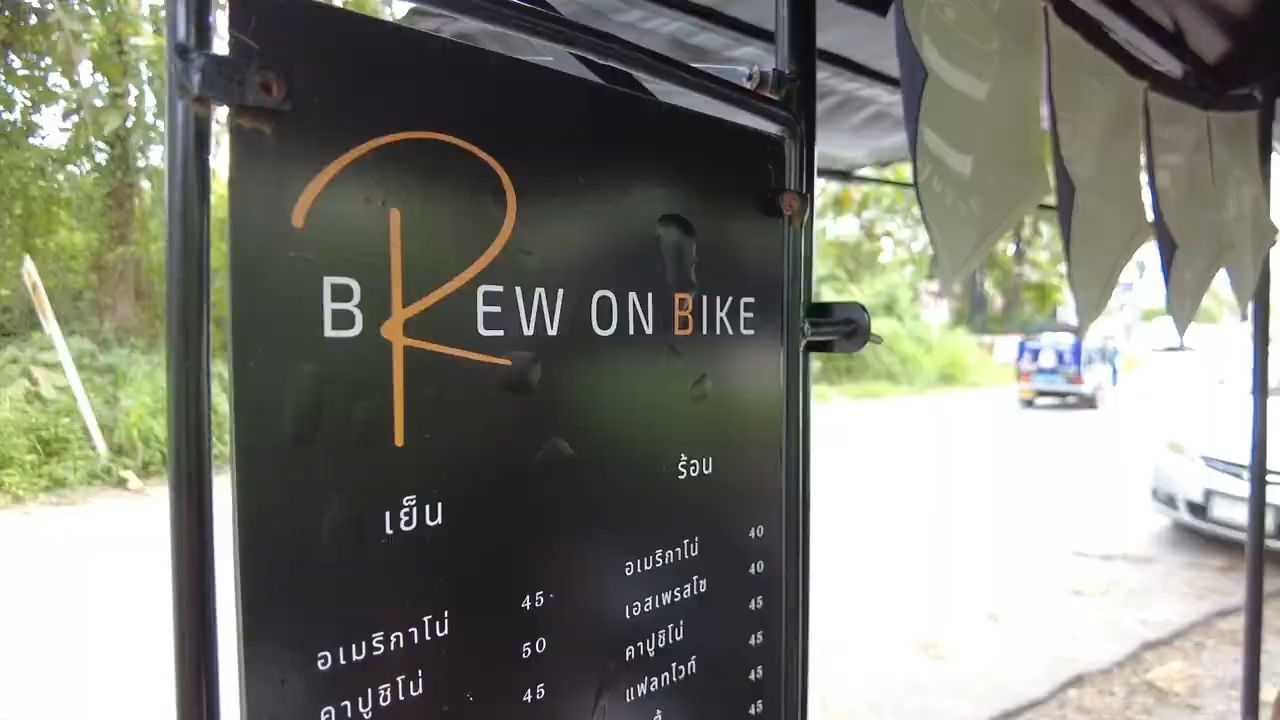 BREW ON BIKE
เย็น
อเมริกาโน่ 45
คาปูชิโน่ 50
45
ร้อน
อเมริกาโน่ 40
เอสเพรสโซ 40
คาปูชิโน่ 45
แฟลทไวท์ 45
45
45